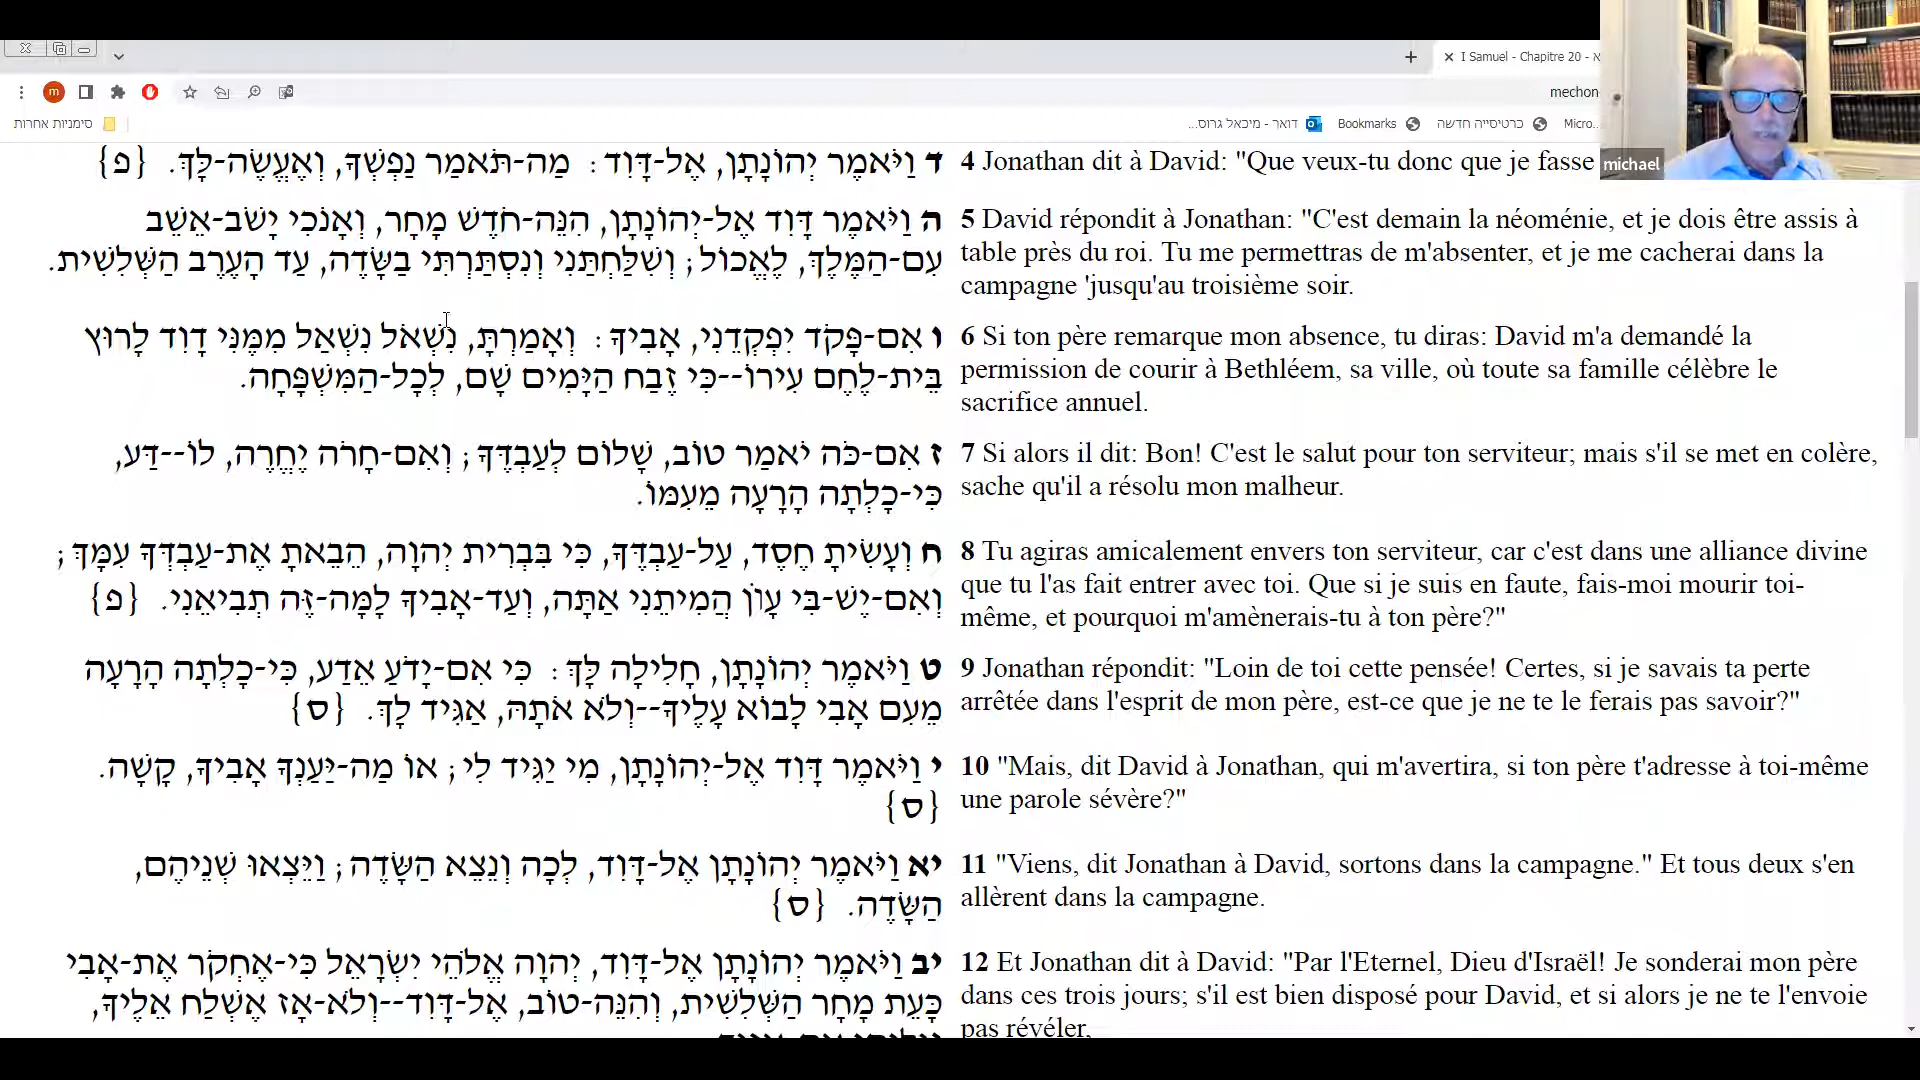 I Samuel - Chapitre 20 - א
mechon-
סימניות אחרות
דואר - מיכאל גרוס...
Bookmarks
כרטיסייה חדשה
Micro...
michael
ד וַיֹּאמֶר יְהוֹנָתָן, אֶל-דָּוִד: מַה-תֹּאמַר נַפְשְׁךָ, וְאֶעֱשֶׂה-לָּךְ. {פ}
4 Jonathan dit à David: "Que veux-tu donc que je fasse
ה וַיֹּאמֶר דָּוִד אֶל-יְהוֹנָתָן, הִנֵּה-חֹדֶשׁ מָחָר, וְאָנֹכִי יָשֹׁב-אֵשֵׁב
עִם-הַמֶּלֶךְ, לֶאֱכוֹל; וְשִׁלַּחְתַּנִי וְנִסְתַּרְתִּי בַשָּׂדֶה, עַד הָעֶרֶב הַשְּׁלִשִׁית.
5 David répondit à Jonathan: "C'est demain la néoménie, et je dois être assis à
table près du roi. Tu me permettras de m'absenter, et je me cacherai dans la
campagne 'jusqu'au troisième soir.
ו אִם-פָּקֹד יִפְקְדֵנִי, אָבִיךָ: וְאָמַרְתָּ, נִשְׁאֹל נִשְׁאַל מִמֶּנִּי דָוִד לָרוּץ
בֵּית-לֶחֶם עִירוֹ--כִּי זֶבַח הַיָּמִים שָׁם, לְכָל-הַמִּשְׁפָּחָה.
6 Si ton père remarque mon absence, tu diras: David m'a demandé la
permission de courir à Bethléem, sa ville, où toute sa famille célèbre le
sacrifice annuel.
ז אִם-כֹּה יֹאמַר טוֹב, שָׁלוֹם לְעַבְדֶּךָ; וְאִם-חָרֹה יֶחֱרֶה, לוֹ--דַּע,
כִּי-כָלְתָה הָרָעָה מֵעִמּוֹ.
7 Si alors il dit: Bon! C'est le salut pour ton serviteur; mais s'il se met en colère,
sache qu'il a résolu mon malheur.
ח וְעָשִׂיתָ חֶסֶד, עַל-עַבְדֶּךָ, כִּי בִּבְרִית יְהוָה, הֵבֵאתָ אֶת-עַבְדְּךָ עִמָּךְ;
וְאִם-יֶשׁ-בִּי עָו‍ֹן הֲמִיתֵנִי אַתָּה, וְעַד-אָבִיךָ לָמָּה-זֶּה תְבִיאֵנִי. {פ}
8 Tu agiras amicalement envers ton serviteur, car c'est dans une alliance divine
que tu l'as fait entrer avec toi. Que si je suis en faute, fais-moi mourir toi-
même, et pourquoi m'amènerais-tu à ton père?"
ט וַיֹּאמֶר יְהוֹנָתָן, חָלִילָה לָּךְ: כִּי אִם-יָדֹעַ אֵדַע, כִּי-כָלְתָה הָרָעָה
מֵעִם אָבִי לָבוֹא עָלֶיךָ--וְלֹא אֹתָהּ, אַגִּיד לָךְ. {ס}
9 Jonathan répondit: "Loin de toi cette pensée! Certes, si je savais ta perte
arrêtée dans l'esprit de mon père, est-ce que je ne te le ferais pas savoir?"
י וַיֹּאמֶר דָּוִד אֶל-יְהוֹנָתָן, מִי יַגִּיד לִי; אוֹ מַה-יַּעַנְךָ אָבִיךָ, קָשָׁה.
{ס}
10 "Mais, dit David à Jonathan, qui m'avertira, si ton père t'adresse à toi-même
une parole sévère?"
יא וַיֹּאמֶר יְהוֹנָתָן אֶל-דָּוִד, לְכָה וְנֵצֵא הַשָּׂדֶה; וַיֵּצְאוּ שְׁנֵיהֶם,
הַשָּׂדֶה. {ס}
11 "Viens, dit Jonathan à David, sortons dans la campagne." Et tous deux s'en
allèrent dans la campagne.
יב וַיֹּאמֶר יְהוֹנָתָן אֶל-דָּוִד, יְהוָה אֱלֹהֵי יִשְׂרָאֵל כִּי-אֶחְקֹר אֶת-אָבִי
כָּעֵת מָחָר הַשְּׁלִשִׁית, וְהִנֵּה-טוֹב, אֶל-דָּוִד--וְלֹא-אָז אֶשְׁלַח אֵלֶיךָ,
12 Et Jonathan dit à David: "Par l'Eternel, Dieu d'Israël! Je sonderai mon père
dans ces trois jours; s'il est bien disposé pour David, et si alors je ne te l'envoie
pas révéler,